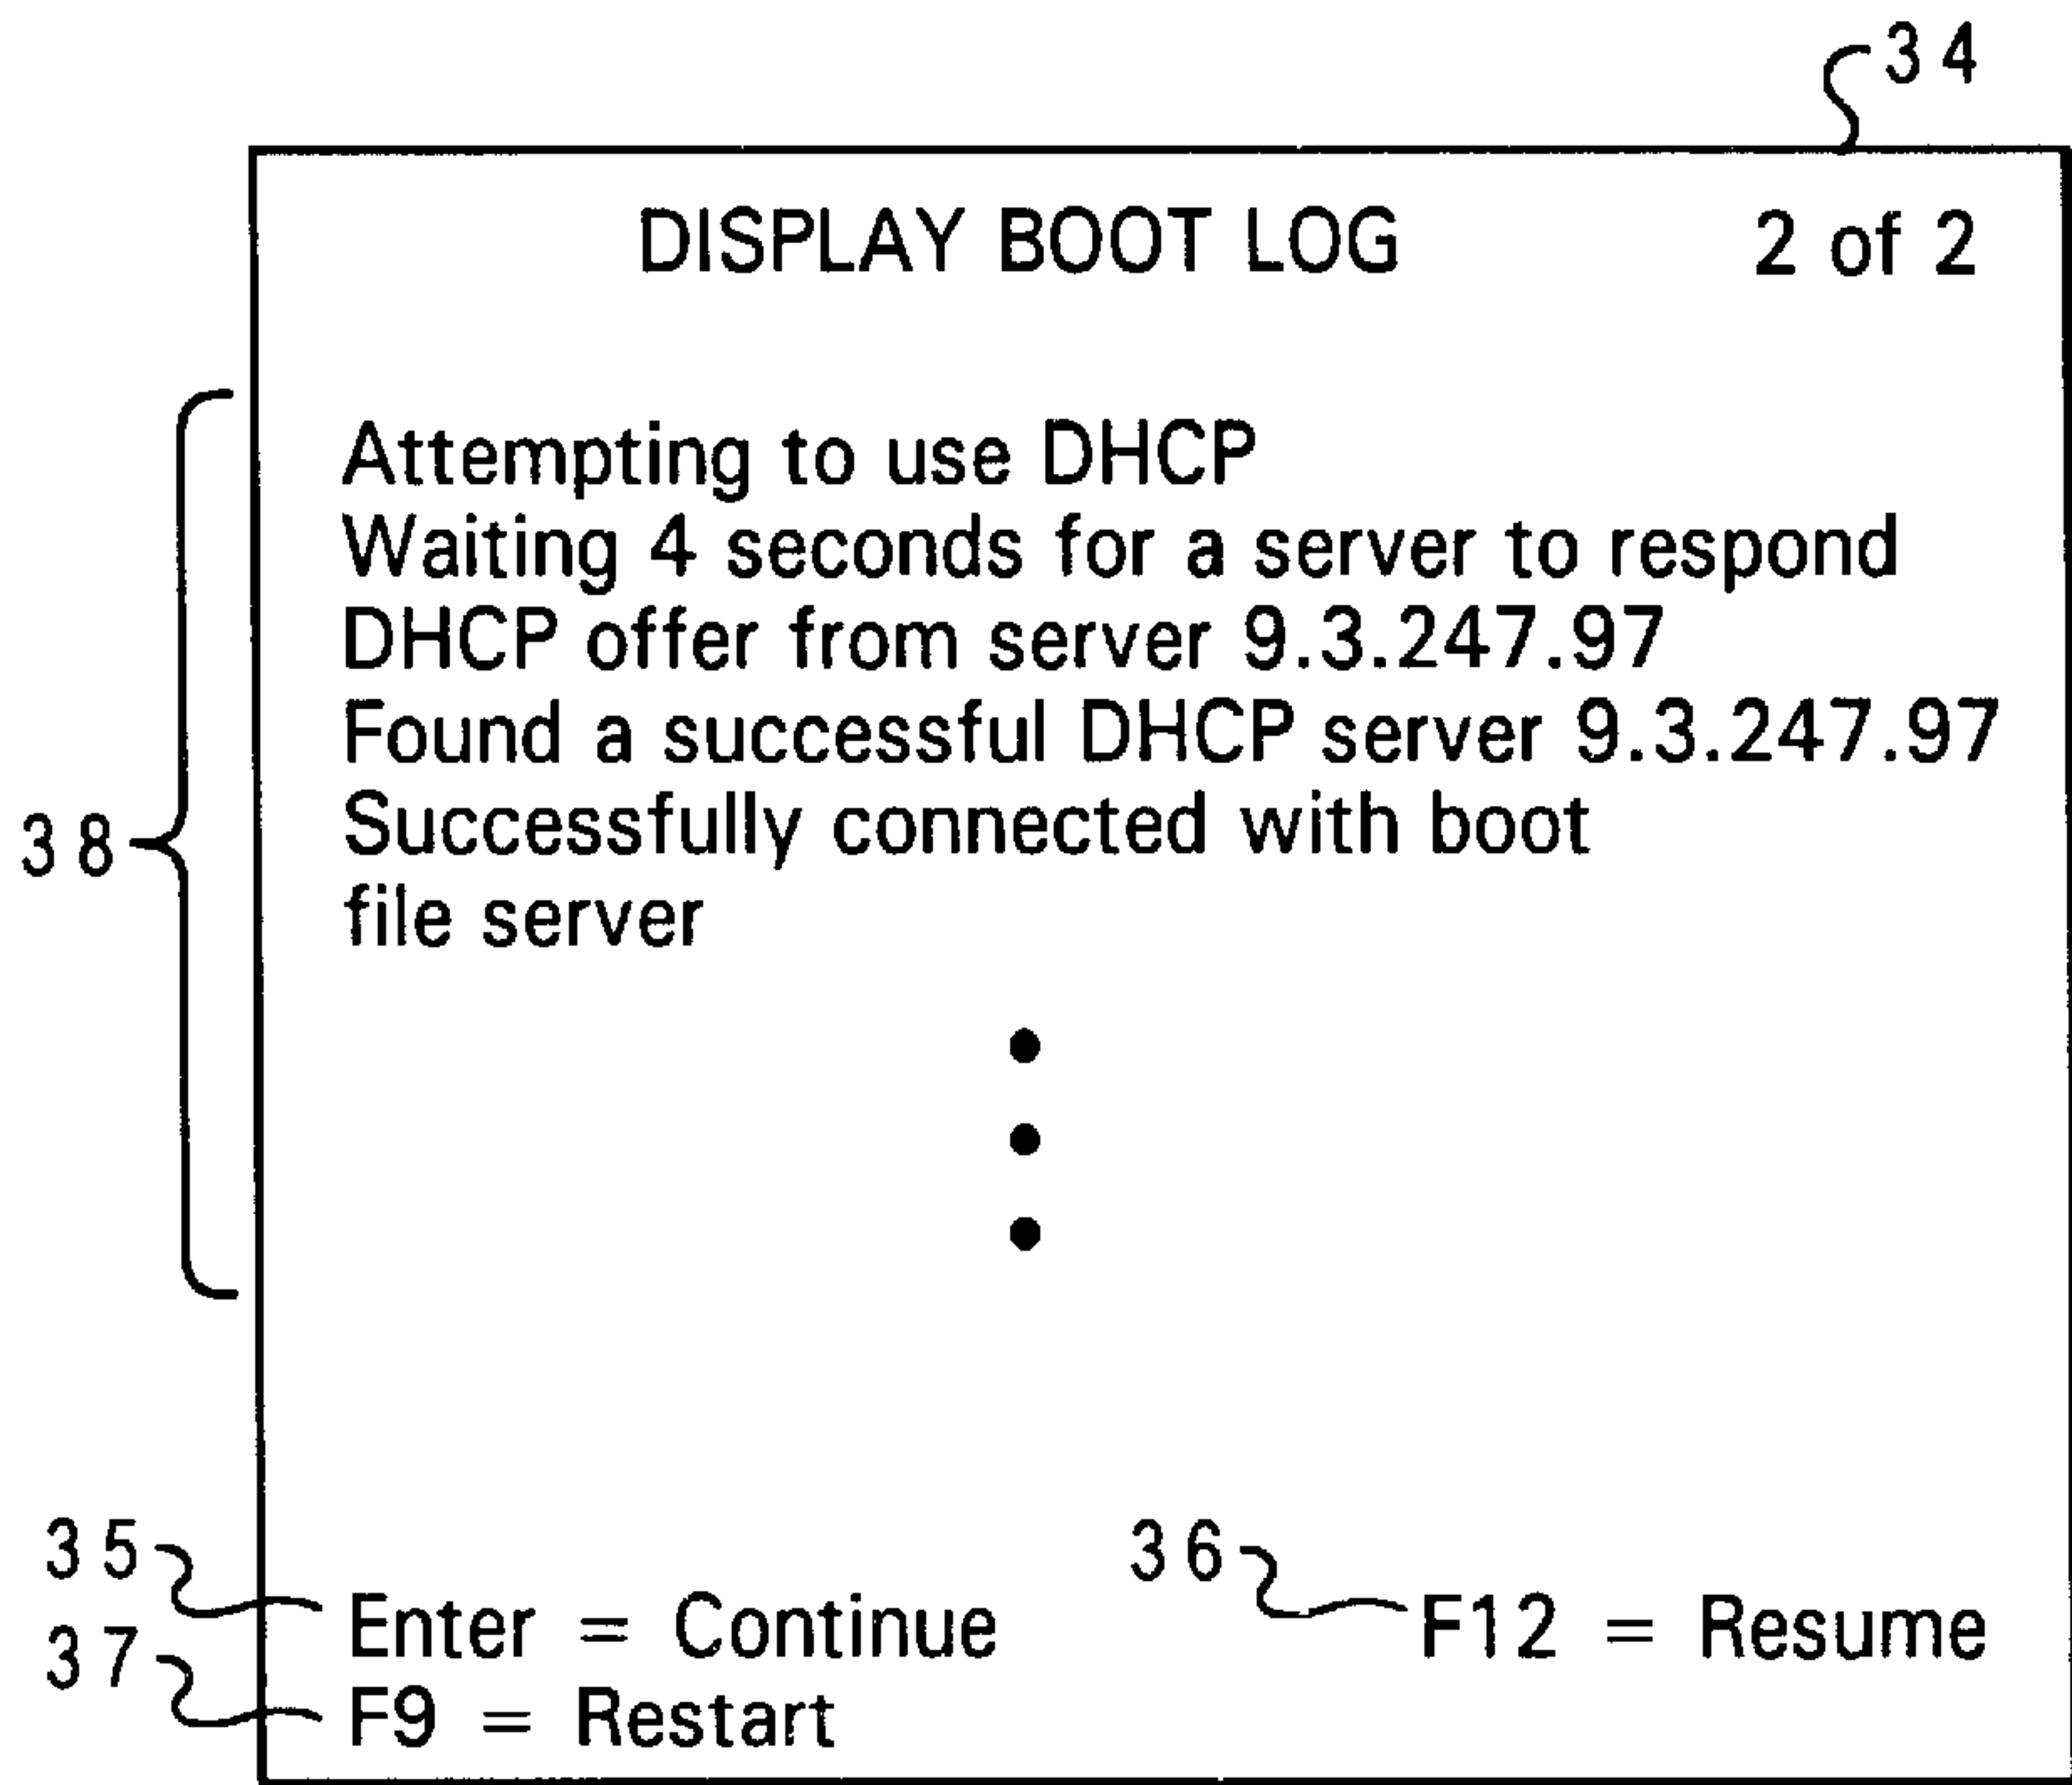 34
DISPLAY BOOT LOG 2 of 2
Attempting to use DHCP
Waiting 4 seconds for a server to respond
DHCP offer from server 9.3.247.97
Found a successful DHCP server 9.3.247.97
Successfully connected with boot
file server
38
35 36
Enter = Continue F12 = Resume
37
F9 = Restart